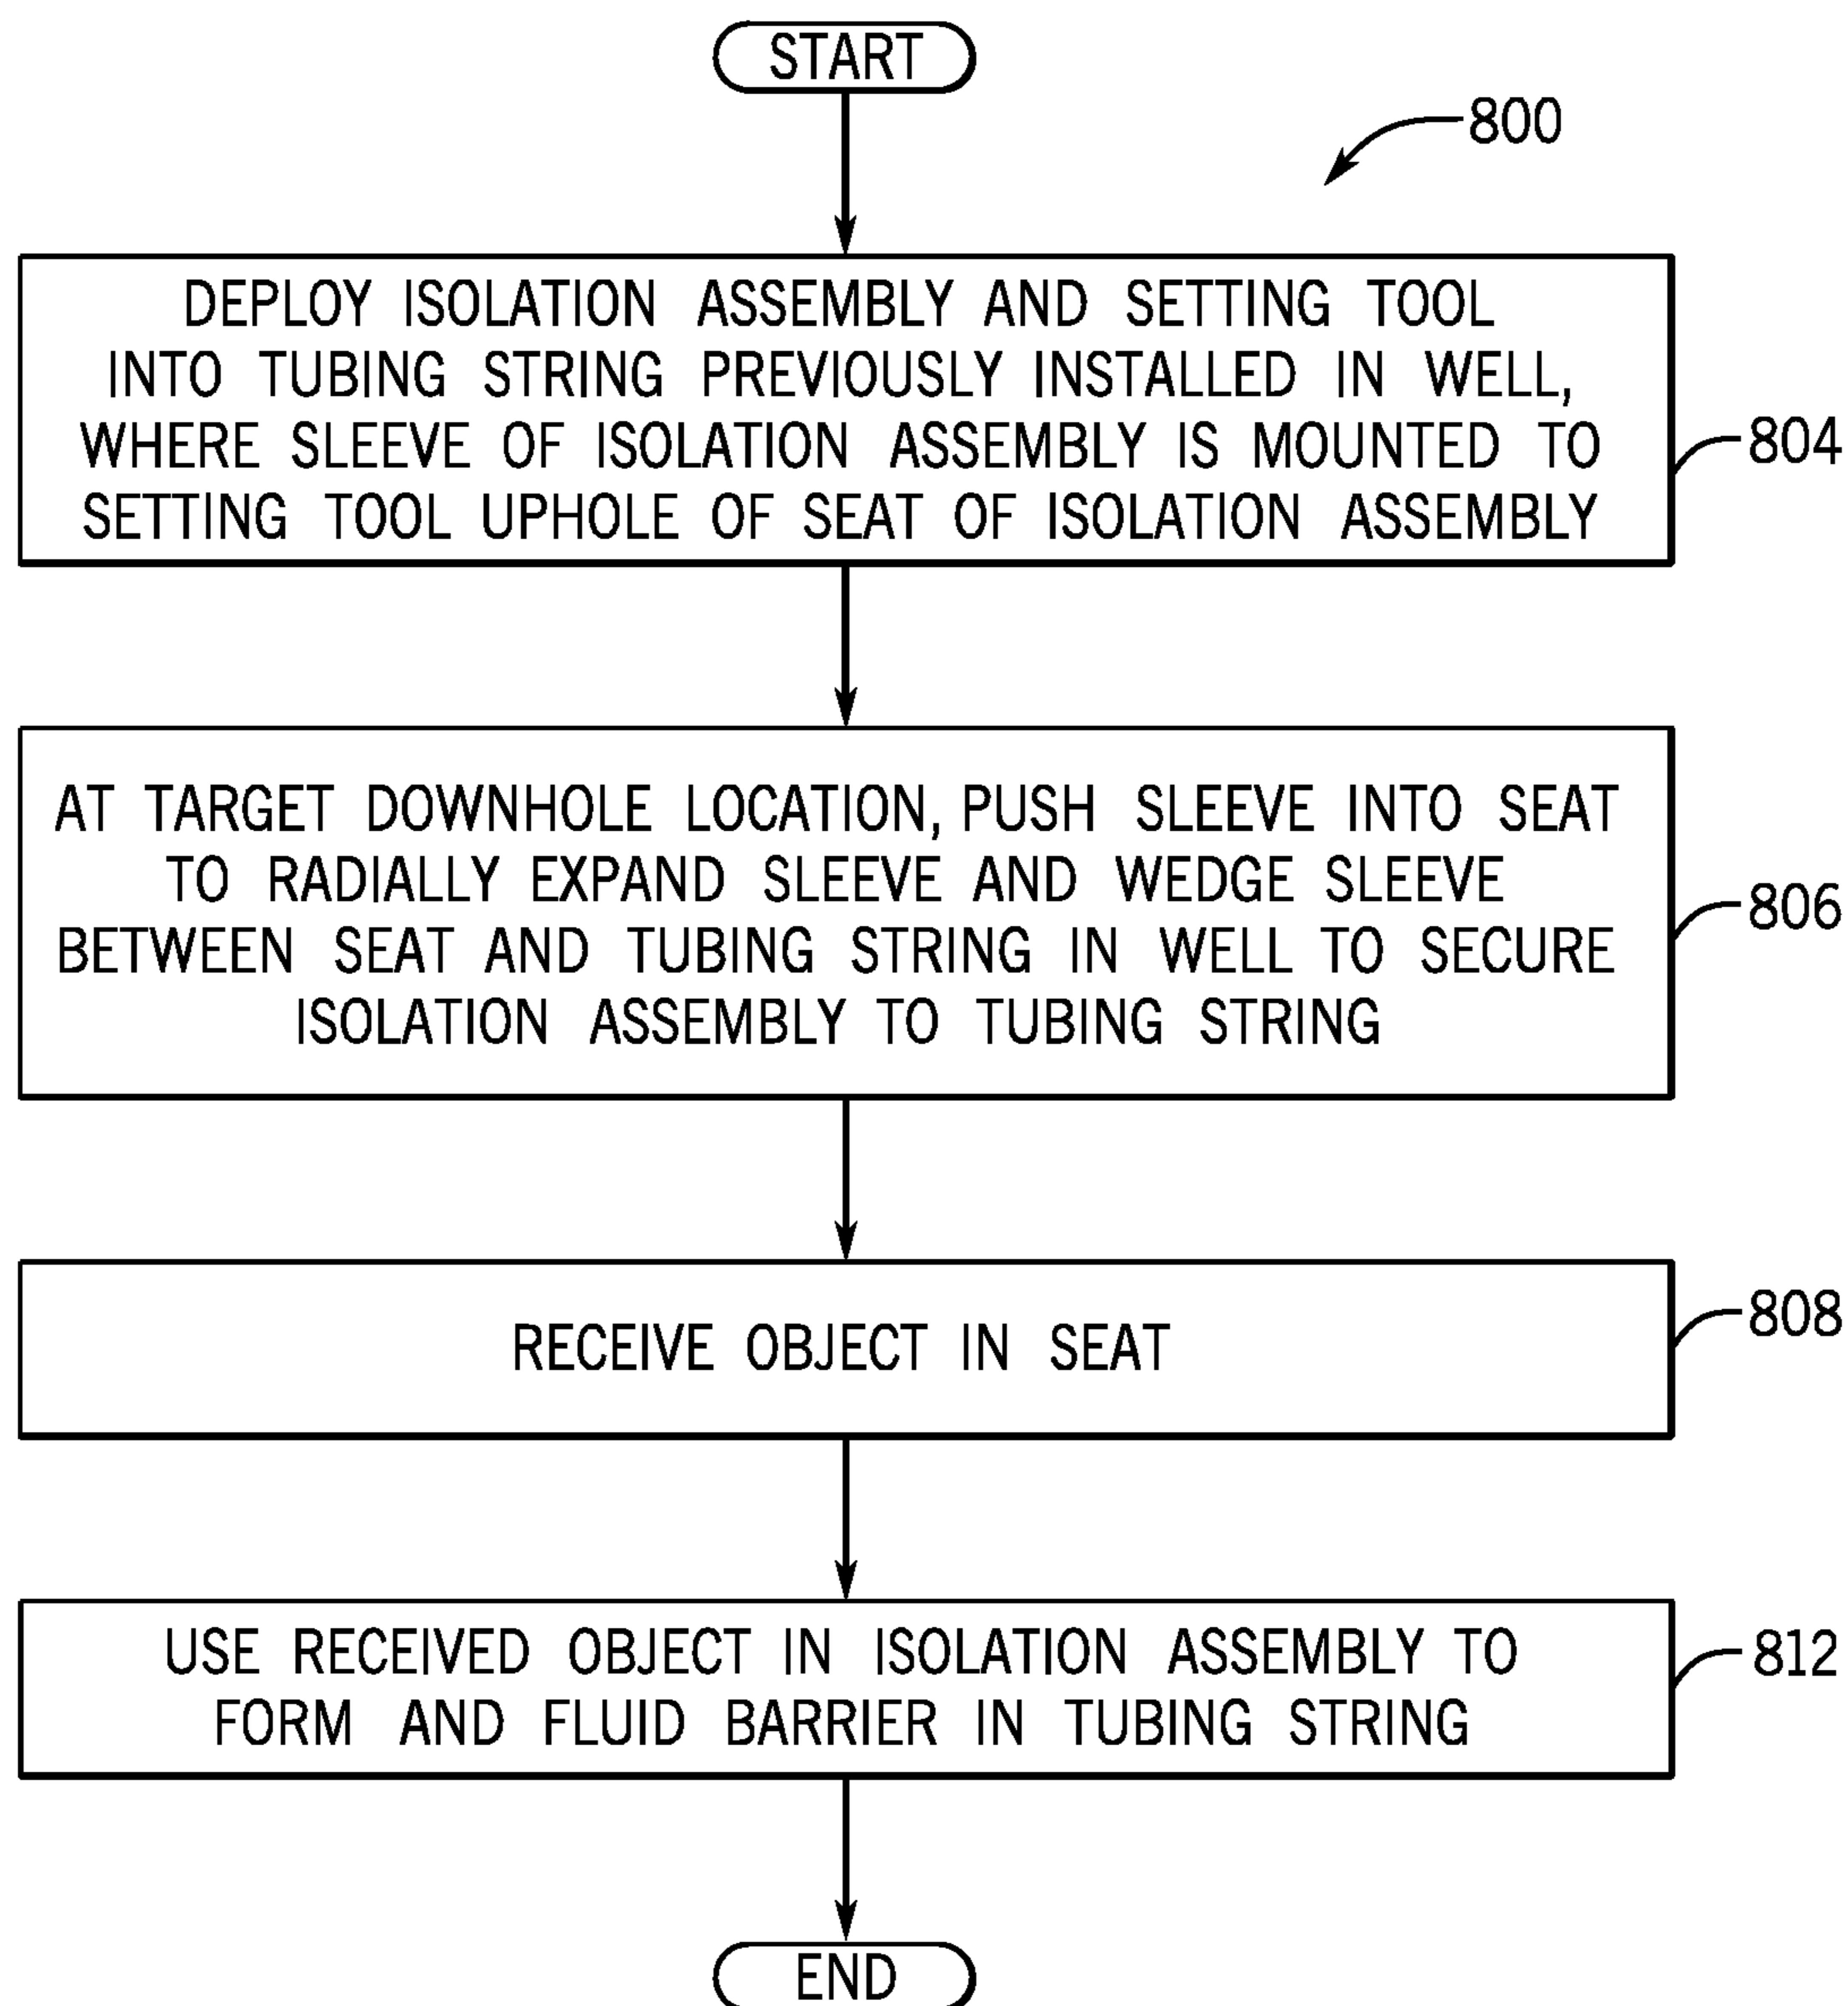 START
800
DEPLOY ISOLATION ASSEMBLY AND SETTING TOOL
INTO TUBING STRING PREVIOUSLY INSTALLED IN WELL,
WHERE SLEEVE OF ISOLATION ASSEMBLY IS MOUNTED TO
SETTING TOOL UPHOLE OF SEAT OF ISOLATION ASSEMBLY
804
AT TARGET DOWNHOLE LOCATION, PUSH SLEEVE INTO SEAT
TO RADIALLY EXPAND SLEEVE AND WEDGE SLEEVE
BETWEEN SEAT AND TUBING STRING IN WELL TO SECURE
ISOLATION ASSEMBLY TO TUBING STRING
806
RECEIVE OBJECT IN SEAT
808
USE RECEIVED OBJECT IN ISOLATION ASSEMBLY TO
FORM AND FLUID BARRIER IN TUBING STRING
812
END